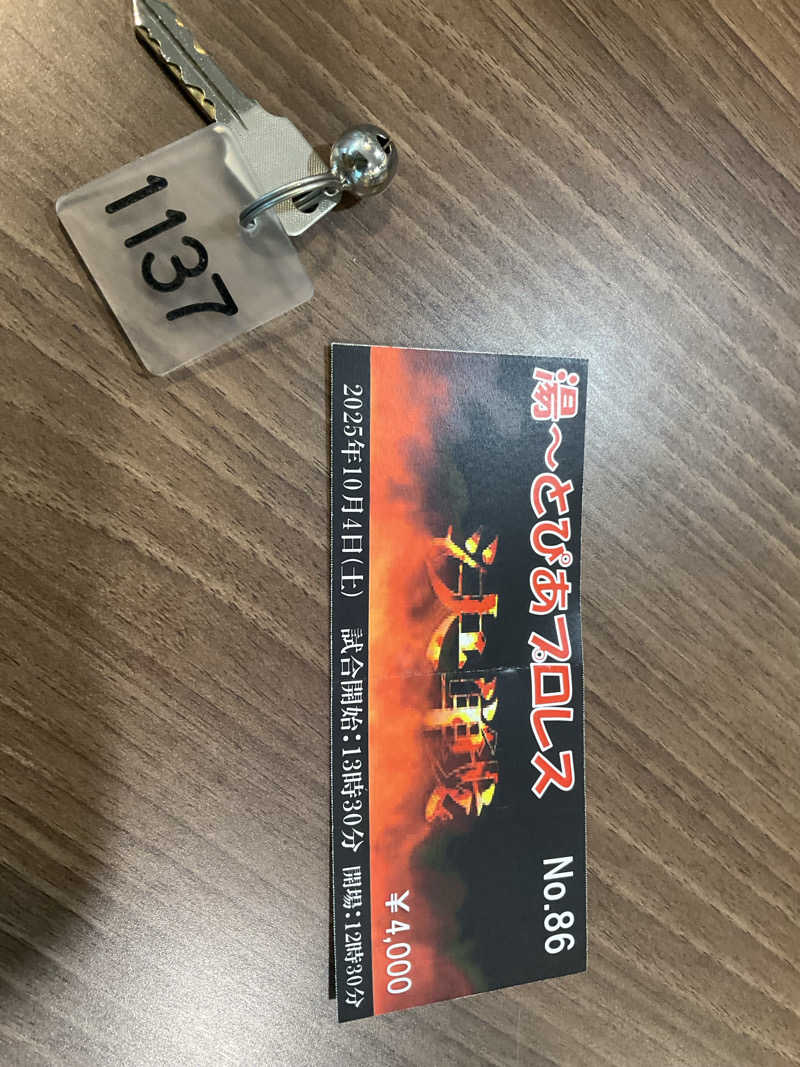 1137
湯〜とぴあプロレス
No.86
¥4,000
2025年10月4日(土) 試合開始：13時30分 開場：12時30分